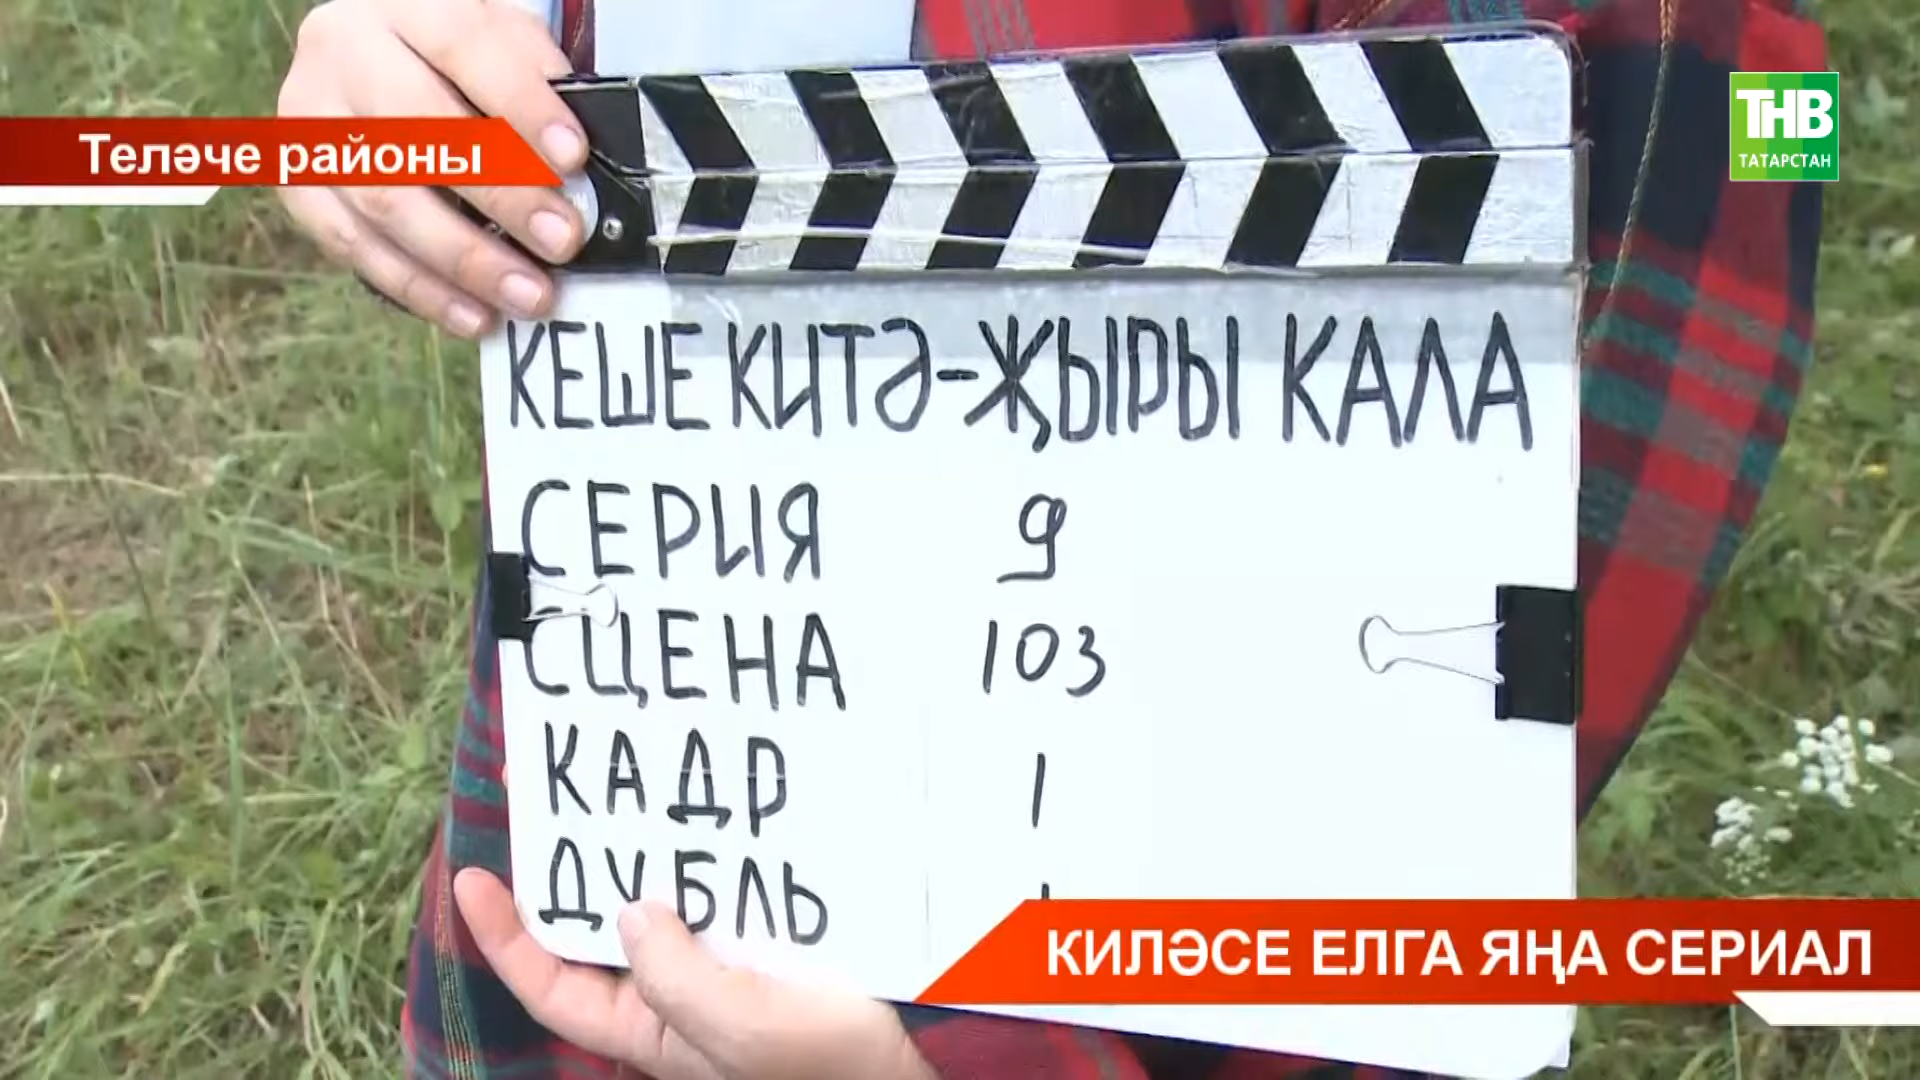 Теләче районы
ТНВ
ТАТАРСТАН
КЕШЕ КИТӘ-ҖЫРЫ КАЛА
СЕРИЯ 9
СЦЕНА 103
КАДР 1
ДУБЛЬ
КИЛӘСЕ ЕЛГА ЯҢА СЕРИАЛ